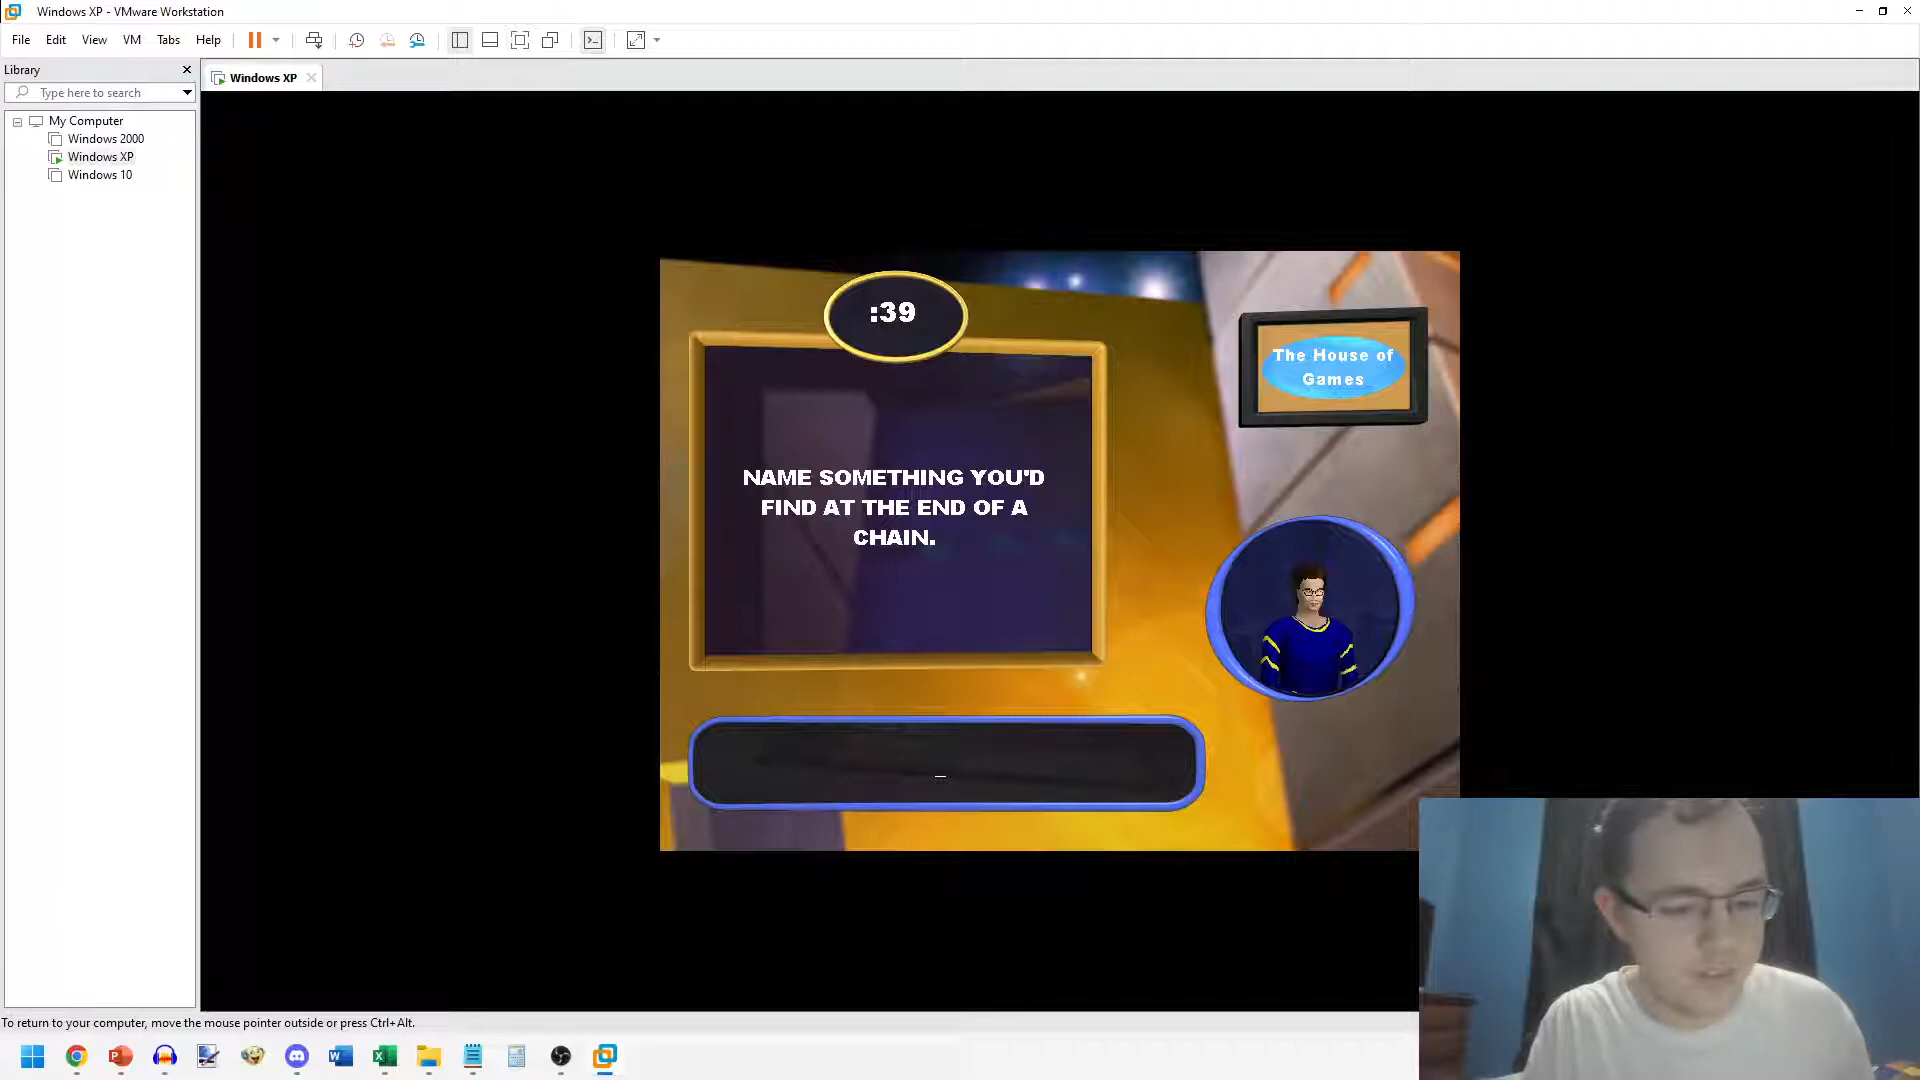 Windows XP - VMware Workstation
File Edit View VM Tabs Help
Library
Type here to search
My Computer
Windows 2000
Windows XP
Windows 10
Windows XP
:39
The House of
Games
NAME SOMETHING YOU'D
FIND AT THE END OF A
CHAIN.
_
To return to your computer, move the mouse pointer outside or press Ctrl+Alt.